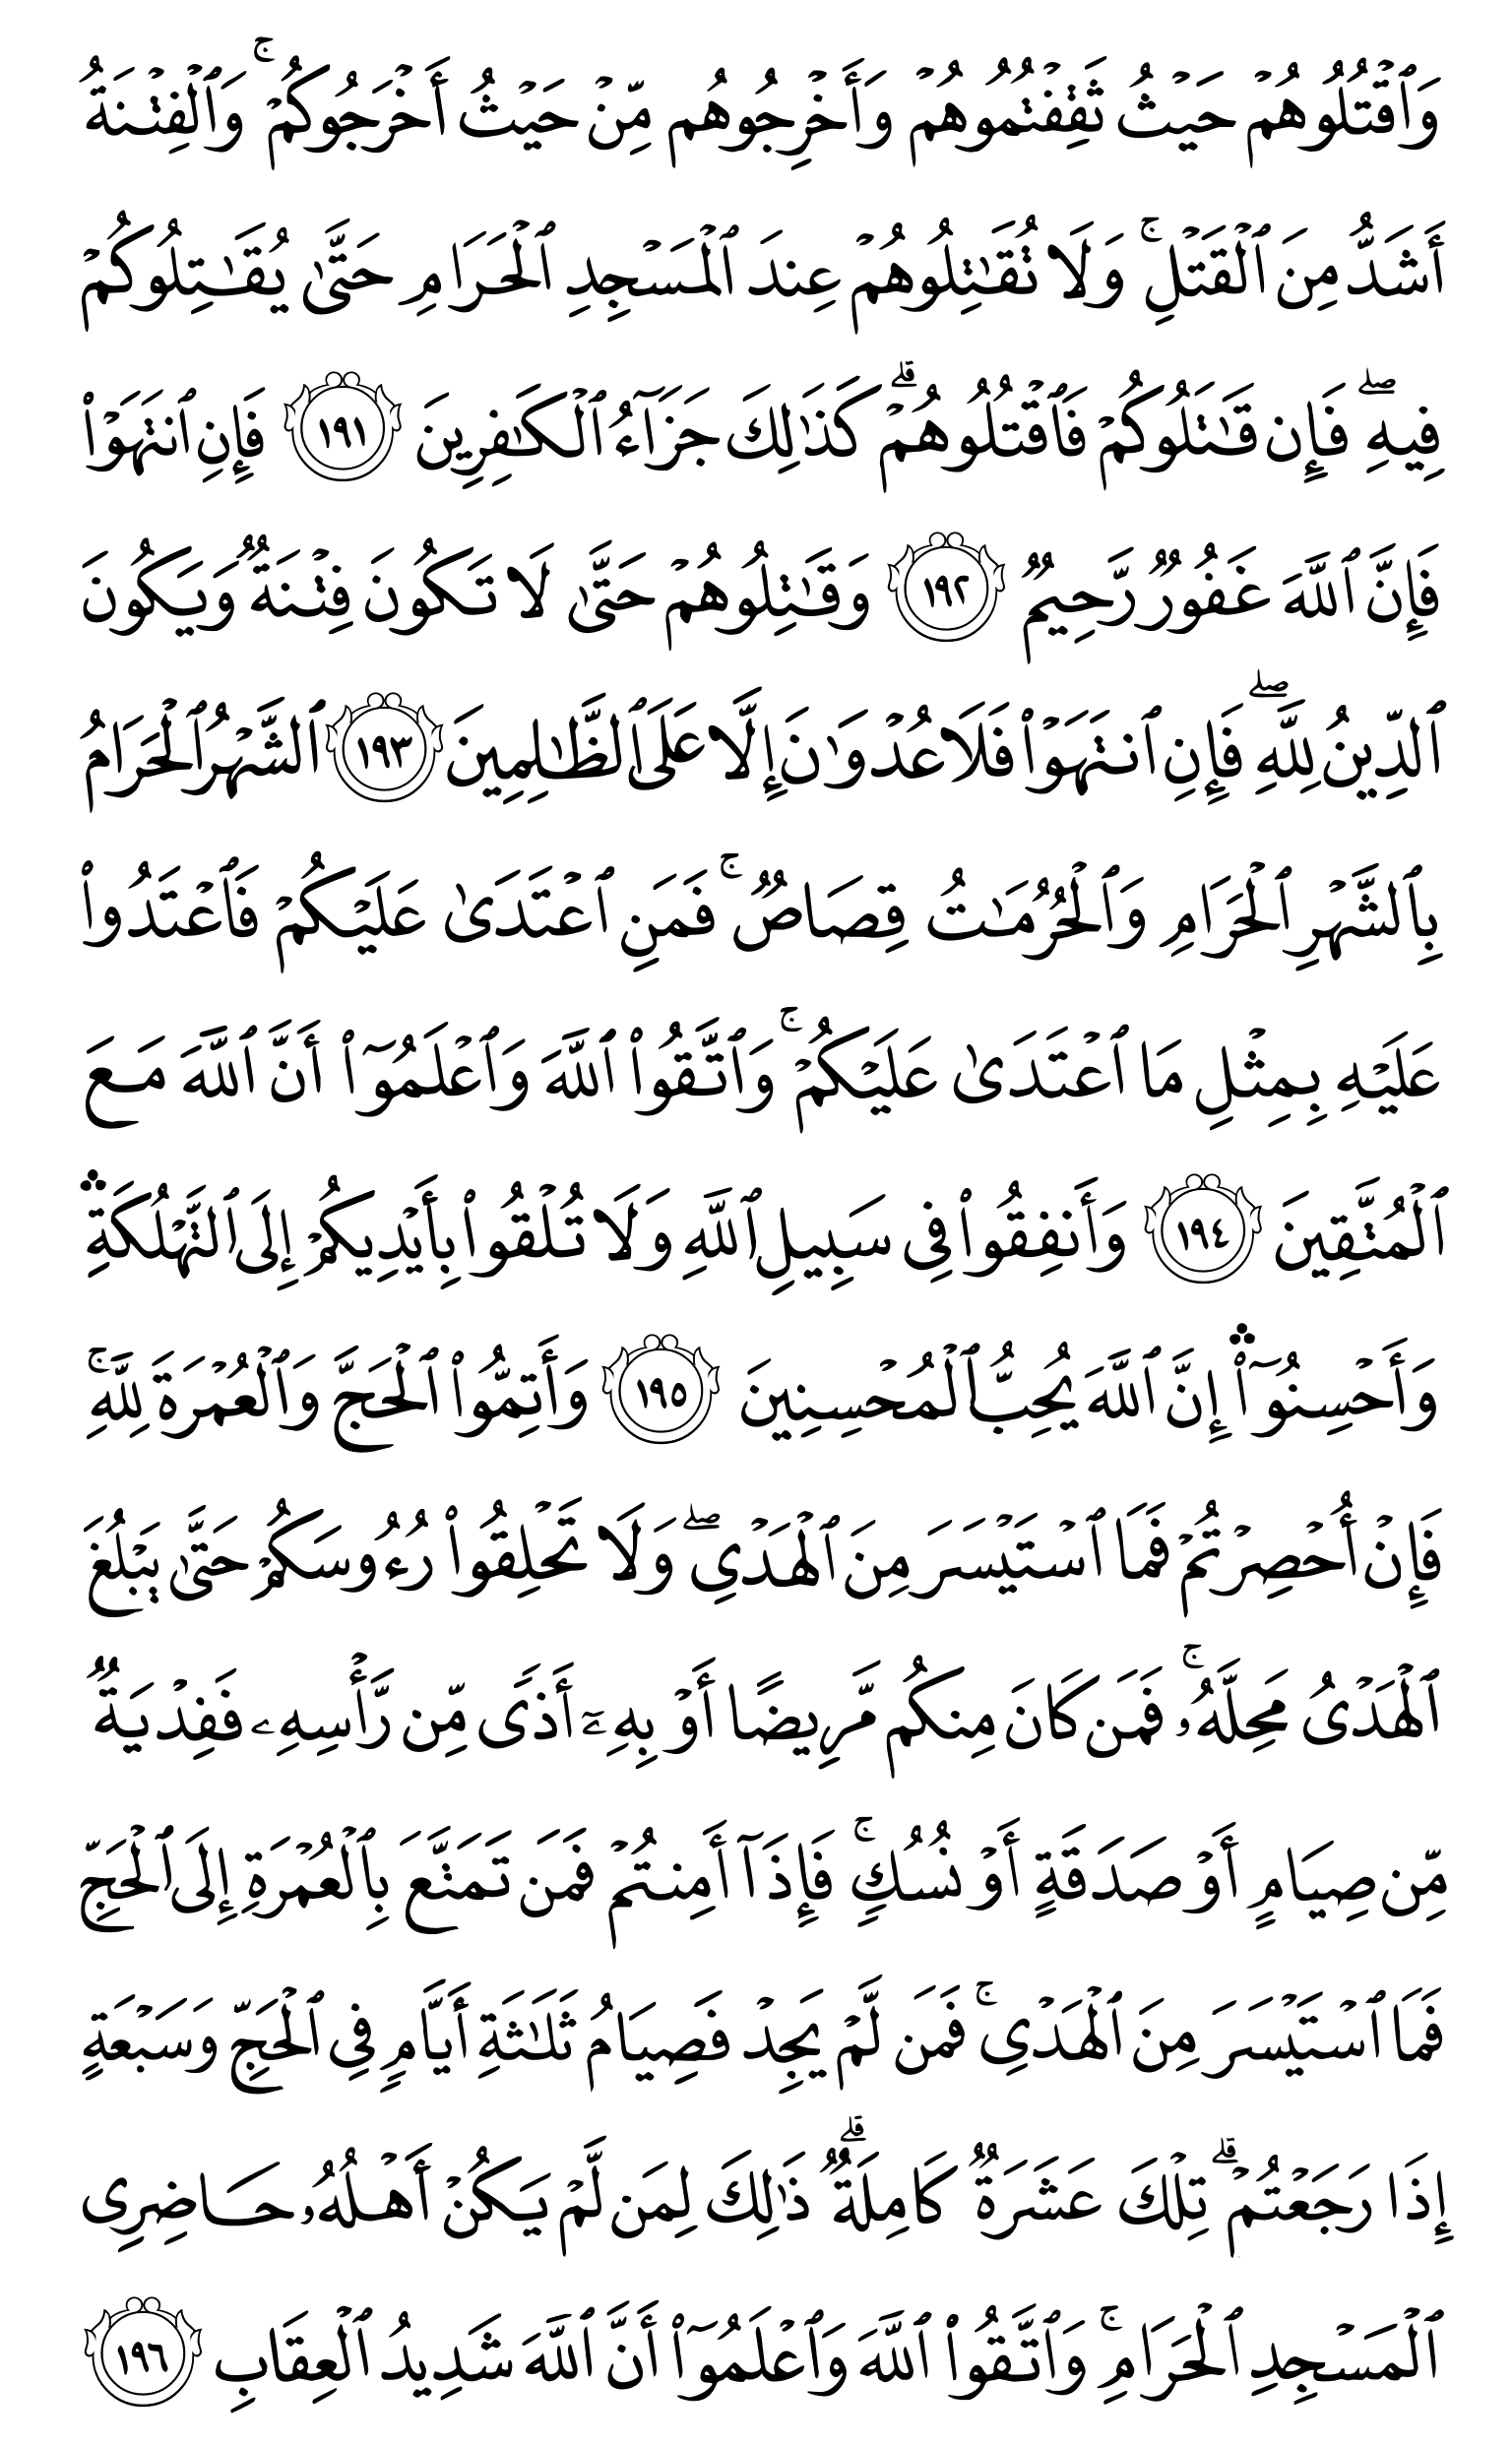 وَٱقۡتُلُوهُمۡ حَيۡثُ ثَقِفۡتُمُوهُمۡ وَأَخۡرِجُوهُم مِّنۡ حَيۡثُ أَخۡرَجُوكُمۡۚ وَٱلۡفِتۡنَةُ
أَشَدُّ مِنَ ٱلۡقَتۡلِۚ وَلَا تُقَٰتِلُوهُمۡ عِندَ ٱلۡمَسۡجِدِ ٱلۡحَرَامِ حَتَّىٰ يُقَٰتِلُوكُمۡ
فِيهِۖ فَإِن قَٰتَلُوكُمۡ فَٱقۡتُلُوهُمۡۗ كَذَٰلِكَ جَزَآءُ ٱلۡكَٰفِرِينَ ١٩١ فَإِنِ ٱنتَهَوۡاْ
فَإِنَّ ٱللَّهَ غَفُورٞ رَّحِيمٞ ١٩٢ وَقَٰتِلُوهُمۡ حَتَّىٰ لَا تَكُونَ فِتۡنَةٞ وَيَكُونَ
ٱلدِّينُ لِلَّهِۖ فَإِنِ ٱنتَهَوۡاْ فَلَا عُدۡوَٰنَ إِلَّا عَلَى ٱلظَّٰلِمِينَ ١٩٣ ٱلشَّهۡرُ ٱلۡحَرَامُ
بِٱلشَّهۡرِ ٱلۡحَرَامِ وَٱلۡحُرُمَٰتُ قِصَاصٞۚ فَمَنِ ٱعۡتَدَىٰ عَلَيۡكُمۡ فَٱعۡتَدُواْ
عَلَيۡهِ بِمِثۡلِ مَا ٱعۡتَدَىٰ عَلَيۡكُمۡۚ وَٱتَّقُواْ ٱللَّهَ وَٱعۡلَمُوٓاْ أَنَّ ٱللَّهَ مَعَ
ٱلۡمُتَّقِينَ ١٩٤ وَأَنفِقُواْ فِي سَبِيلِ ٱللَّهِ وَلَا تُلۡقُواْ بِأَيۡدِيكُمۡ إِلَى ٱلتَّهۡلُكَةِۛ
وَأَحۡسِنُوٓاْۛ إِنَّ ٱللَّهَ يُحِبُّ ٱلۡمُحۡسِنِينَ ١٩٥ وَأَتِمُّواْ ٱلۡحَجَّ وَٱلۡعُمۡرَةَ لِلَّهِۚ
فَإِنۡ أُحۡصِرۡتُمۡ فَمَا ٱسۡتَيۡسَرَ مِنَ ٱلۡهَدۡيِۖ وَلَا تَحۡلِقُواْ رُءُوسَكُمۡ حَتَّىٰ يَبۡلُغَ
ٱلۡهَدۡيُ مَحِلَّهُۥۚ فَمَن كَانَ مِنكُم مَّرِيضًا أَوۡ بِهِۦٓ أَذٗى مِّن رَّأۡسِهِۦ فَفِدۡيَةٞ
مِّن صِيَامٍ أَوۡ صَدَقَةٍ أَوۡ نُسُكٖۚ فَإِذَآ أَمِنتُمۡ فَمَن تَمَتَّعَ بِٱلۡعُمۡرَةِ إِلَى ٱلۡحَجِّ
فَمَا ٱسۡتَيۡسَرَ مِنَ ٱلۡهَدۡيِۚ فَمَن لَّمۡ يَجِدۡ فَصِيَامُ ثَلَٰثَةِ أَيَّامٖ فِي ٱلۡحَجِّ وَسَبۡعَةٍ
إِذَا رَجَعۡتُمۡۗ تِلۡكَ عَشَرَةٞ كَامِلَةٞۗ ذَٰلِكَ لِمَن لَّمۡ يَكُنۡ أَهۡلُهُۥ حَاضِرِي
ٱلۡمَسۡجِدِ ٱلۡحَرَامِۚ وَٱتَّقُواْ ٱللَّهَ وَٱعۡلَمُوٓاْ أَنَّ ٱللَّهَ شَدِيدُ ٱلۡعِقَابِ ١٩٦